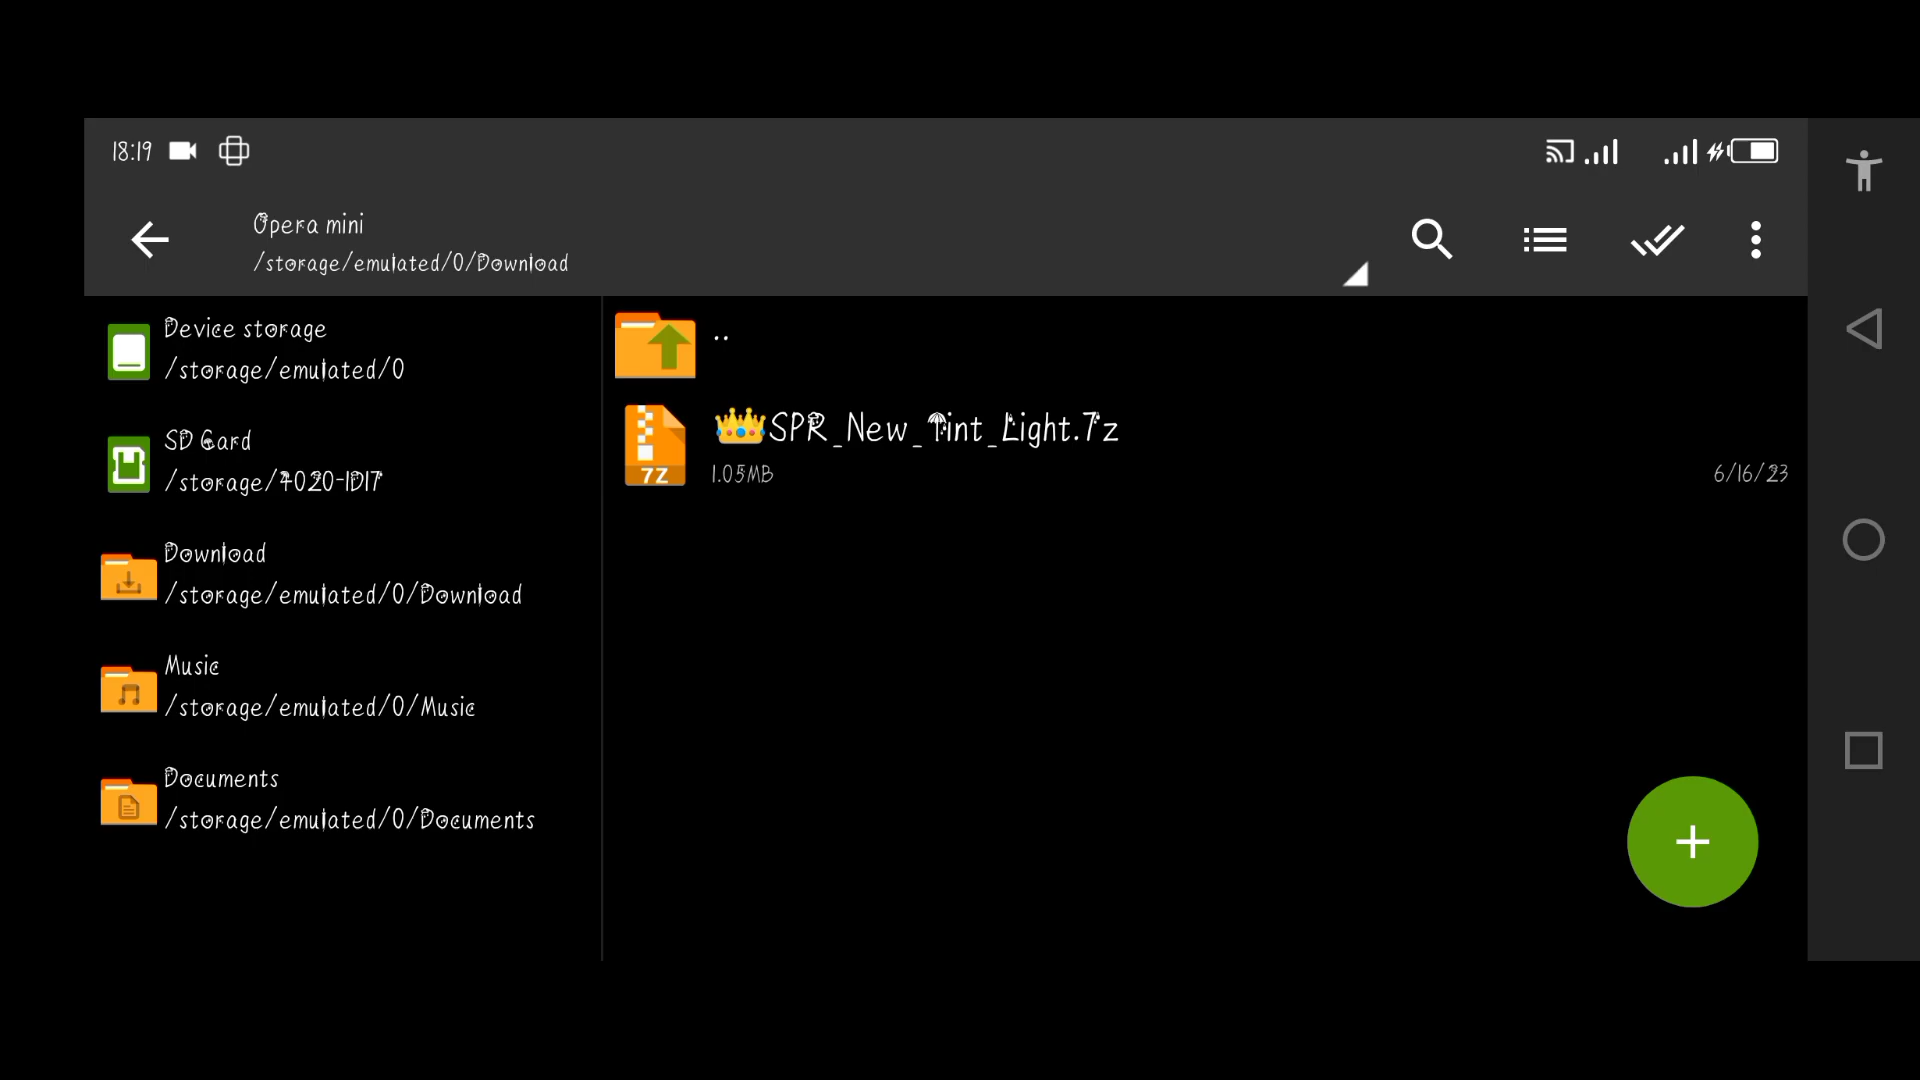 18:19
Opera mini
/storage/emulated/0/Download
Device storage
/storage/emulated/0
SD Card
/storage/7020-1D17
Download
/storage/emulated/0/Download
Music
/storage/emulated/0/Music
Documents
/storage/emulated/0/Documents
..
👑SPR_New_Tint_Light.7z
1.05MB
6/16/23
7Z